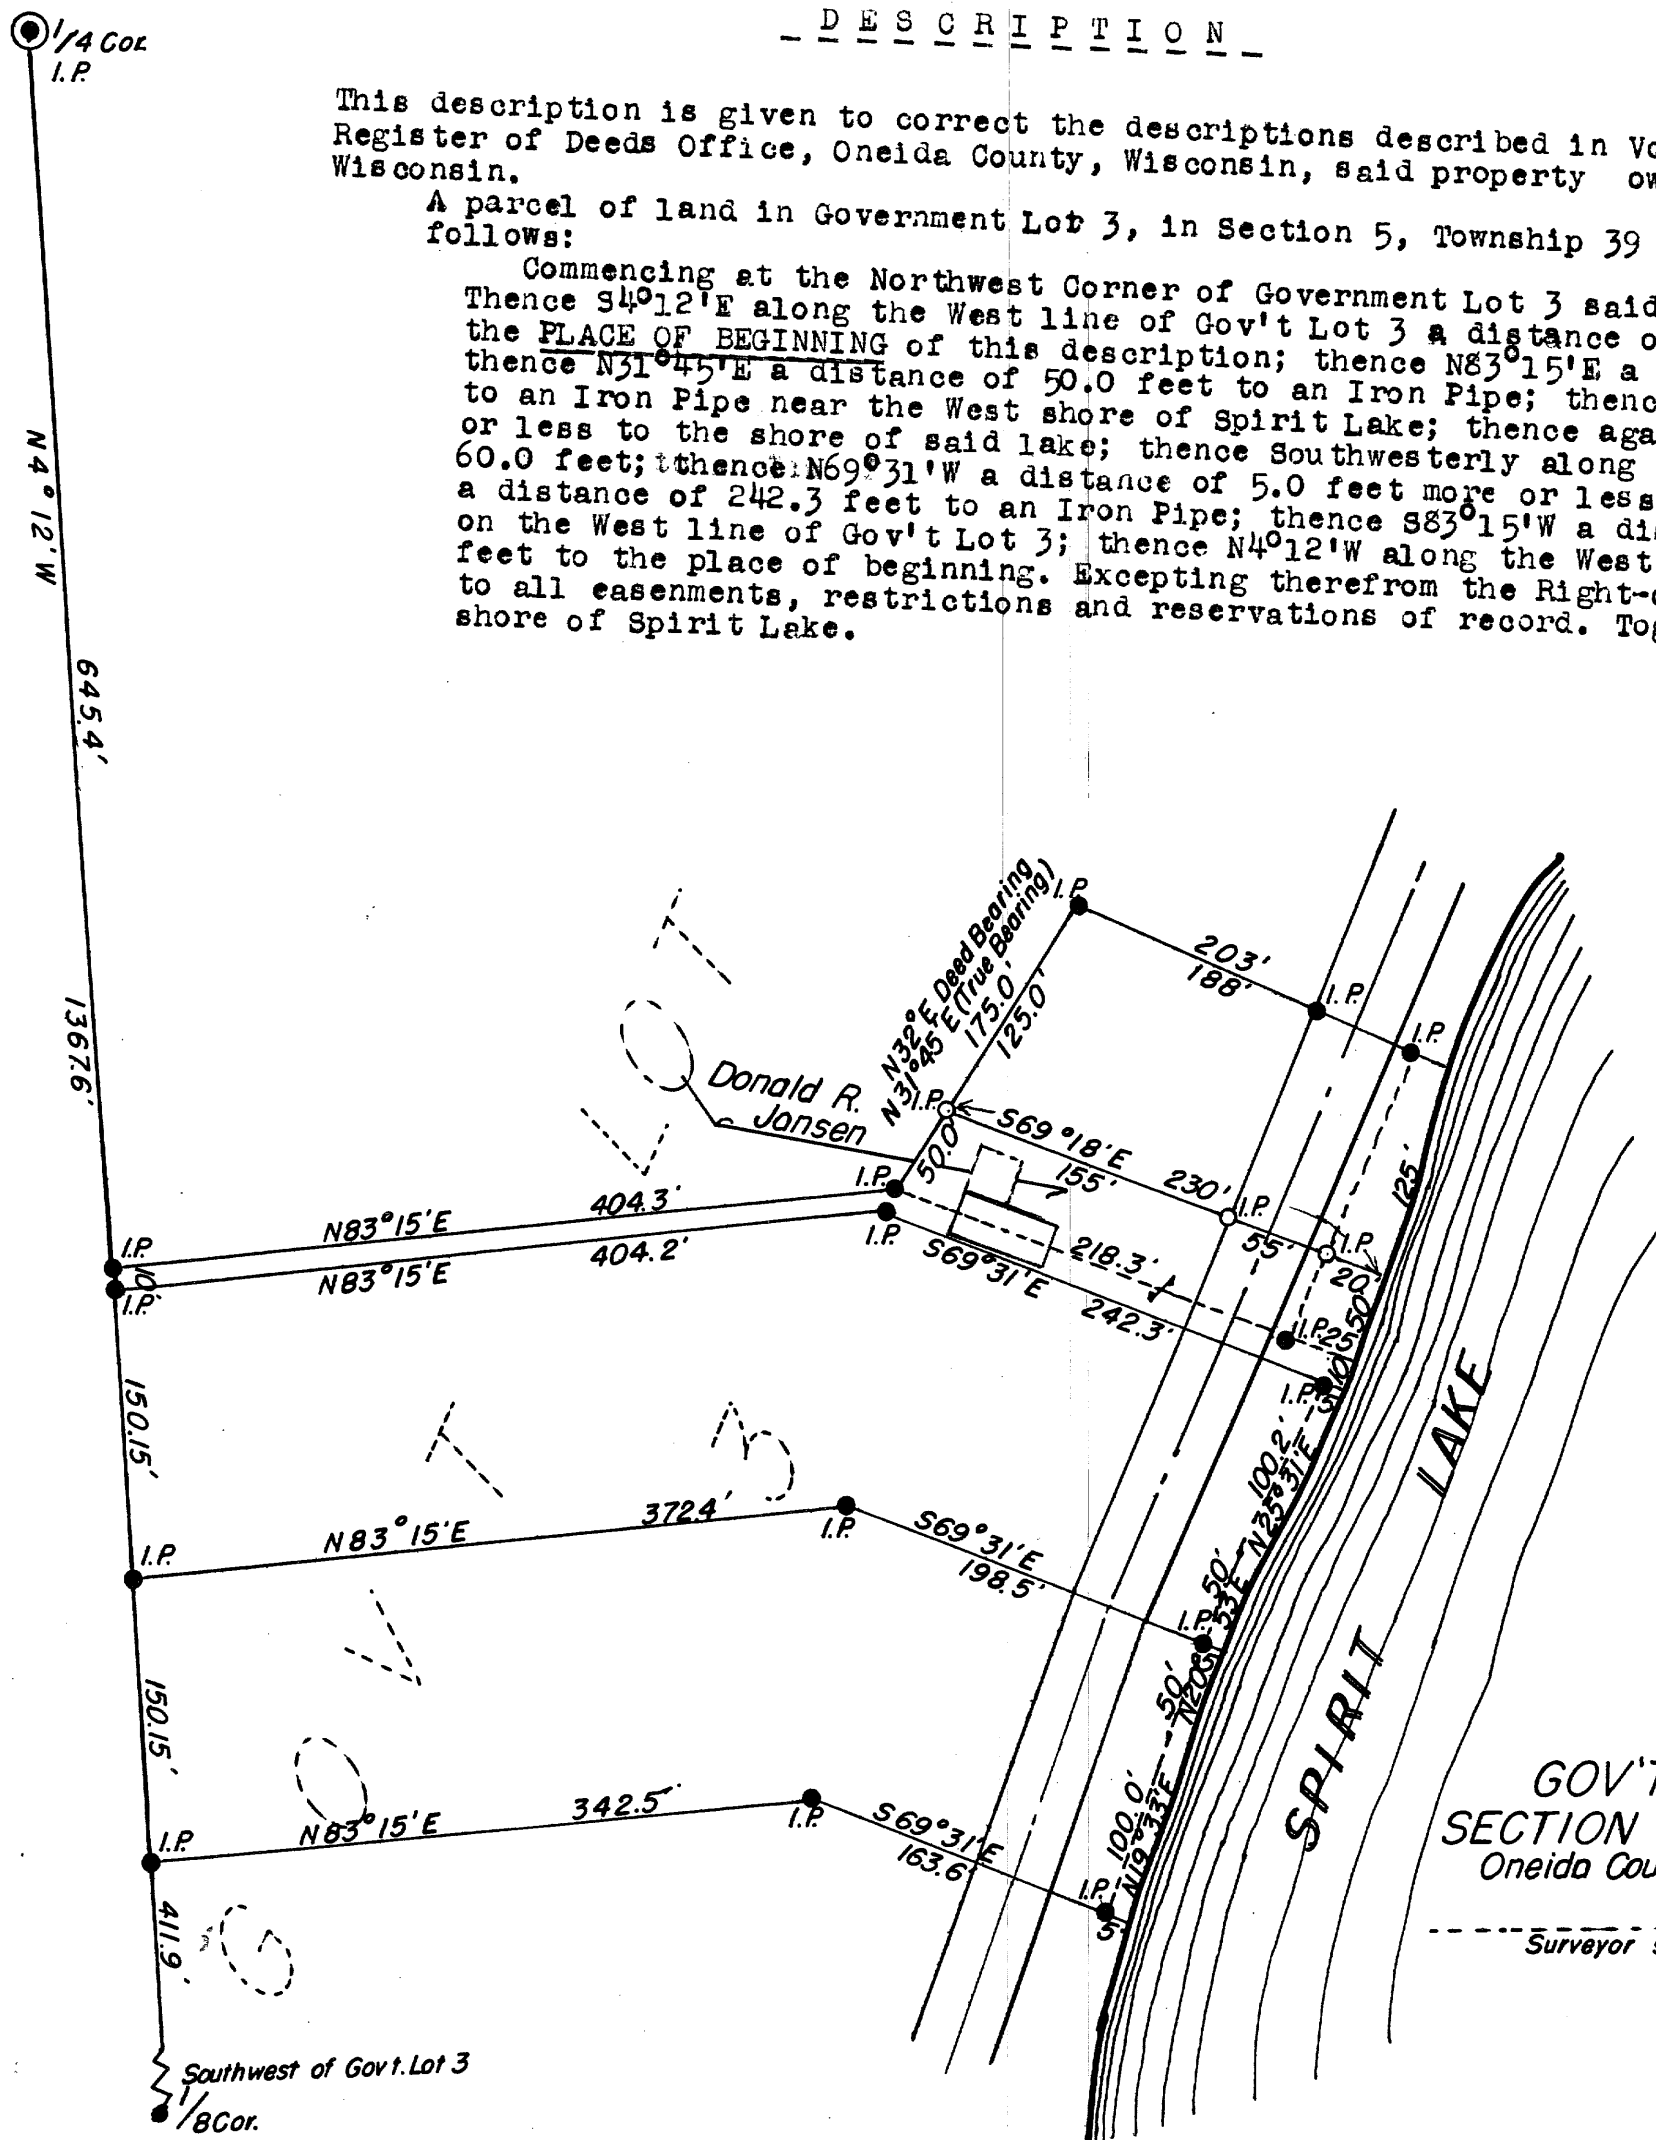 DESCRIPTION
This description is given to correct the descriptions described in Vo
Register of Deeds Office, Oneida County, Wisconsin, said property ow
Wisconsin.
A parcel of land in Government Lot 3, in Section 5, Township 39
follows:
Commencing at the Northwest Corner of Government Lot 3 said
Thence S4°12'E along the West line of Gov't Lot 3 a distance o
the PLACE OF BEGINNING of this description; thence N83°15'E a
thence N31°45'E a distance of 50.0 feet to an Iron Pipe; thenc
to an Iron Pipe near the West shore of Spirit Lake; thence aga
or less to the shore of said lake; thence Southwesterly along
60.0 feet; tthence N69°31'W a distance of 5.0 feet more or less
a distance of 242.3 feet to an Iron Pipe; thence S83°15'W a di
on the West line of Gov't Lot 3; thence N4°12'W along the West
feet to the place of beginning. Excepting therefrom the Right-o
to all easenments, restrictions and reservations of record. Tog
shore of Spirit Lake.
1/4 Cor.
I.P.
N4°12'W
645.4'
1367.6'
N32°E Deed Bearing
N31°45'E (True Bearing)
175.0'
125.0'
I.P.
203'
188'
I.P.
I.P.
Donald R.
Jansen
I.P.
50.0'
S69°18'E
155'
230'
I.P.
55'
I.P.
20'
125'
I.P.
N83°15'E
404.3'
I.P.
10'
I.P.
N83°15'E
404.2'
I.P.
S69°31'E
218.3'
242.3'
I.P.
25'
50'
10'
I.P.
5'
150.15'
I.P.
N83°15'E
372.4'
I.P.
S69°31'E
198.5'
I.P.
100.2'
N25°31'E
50'
53'E
50'
N20°
150.15'
I.P.
N83°15'E
342.5'
I.P.
S69°31'E
163.6'
I.P.
5'
100.0'
N19°33'E
411.9'
GOVT LOT
GOVT LOT 3
SPIRIT LAKE
Southwest of Gov't. Lot 3
1/8 Cor.
GOV'T
SECTION
Oneida Cou
Surveyor